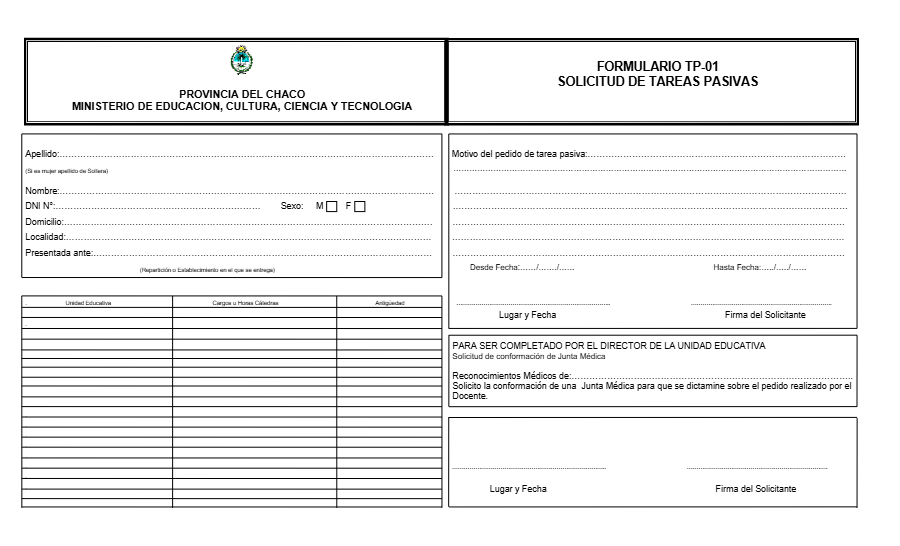 PROVINCIA DEL CHACO
MINISTERIO DE EDUCACION, CULTURA, CIENCIA Y TECNOLOGIA
FORMULARIO TP-01
SOLICITUD DE TAREAS PASIVAS
Apellido:
(Si es mujer apellido de Soltera)
Nombre:
DNI N°: Sexo: M F
Domicilio:
Localidad:
Presentada ante:
(Repartición o Establecimiento en el que se entrega)
Unidad Educativa Cargos u Horas Cátedras Antigüedad
Motivo del pedido de tarea pasiva:
Desde Fecha:....../......./...... Hasta Fecha:...../...../......
Lugar y Fecha Firma del Solicitante
PARA SER COMPLETADO POR EL DIRECTOR DE LA UNIDAD EDUCATIVA
Solicitud de conformación de Junta Médica
Reconocimientos Médicos de:
Solicito la conformación de una Junta Médica para que se dictamine sobre el pedido realizado por el
Docente.
Lugar y Fecha Firma del Solicitante